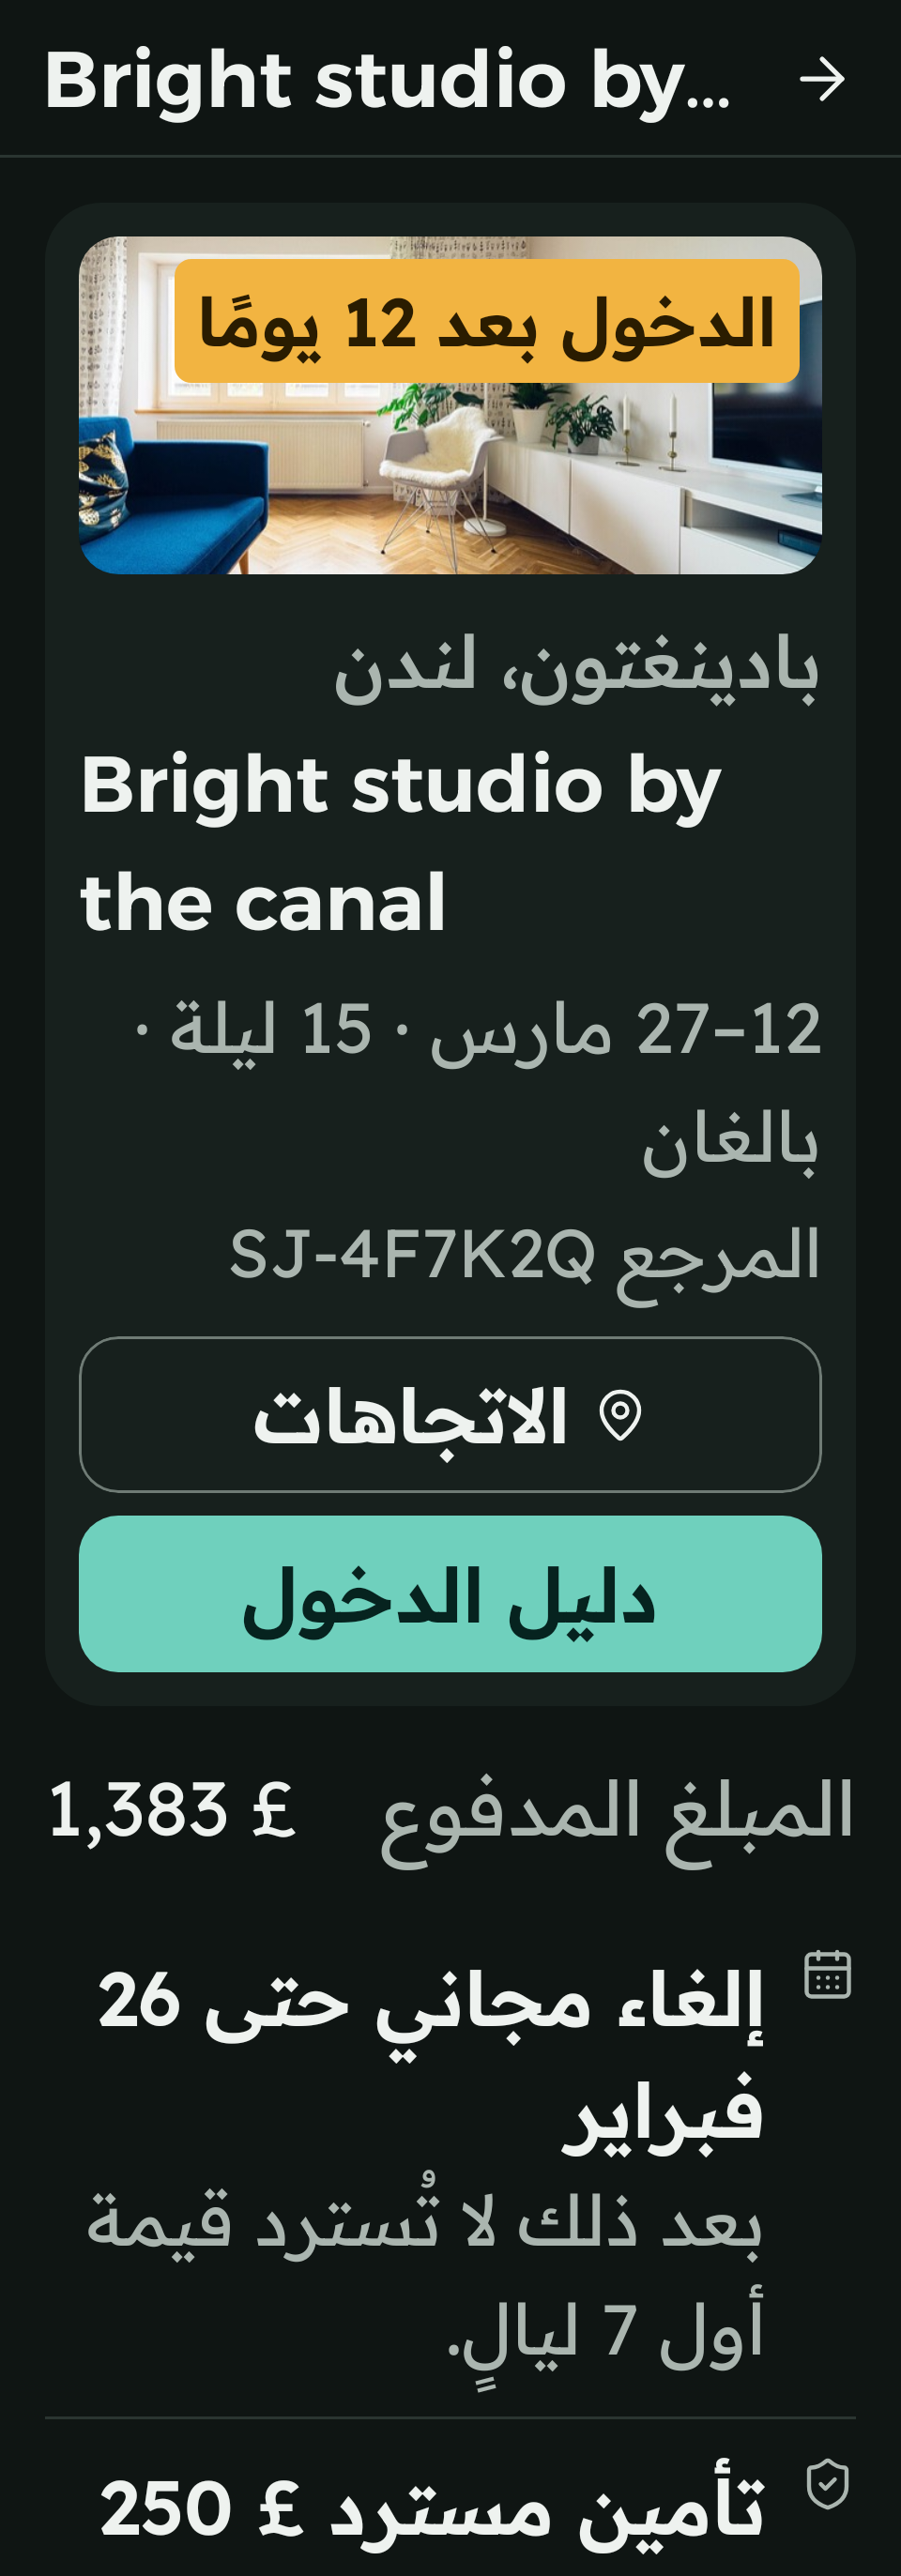 Bright studio by...
الدخول بعد 12 يومًا
بادينغتون، لندن
Bright studio by
the canal
12–27 مارس · 15 ليلة ·
بالغان
المرجع SJ-4F7K2Q
الاتجاهات
دليل الدخول
المبلغ المدفوع
1,383 £
إلغاء مجاني حتى 26
فبراير
بعد ذلك لا تُسترد قيمة
أول 7 ليالٍ.
تأمين مسترد £ 250